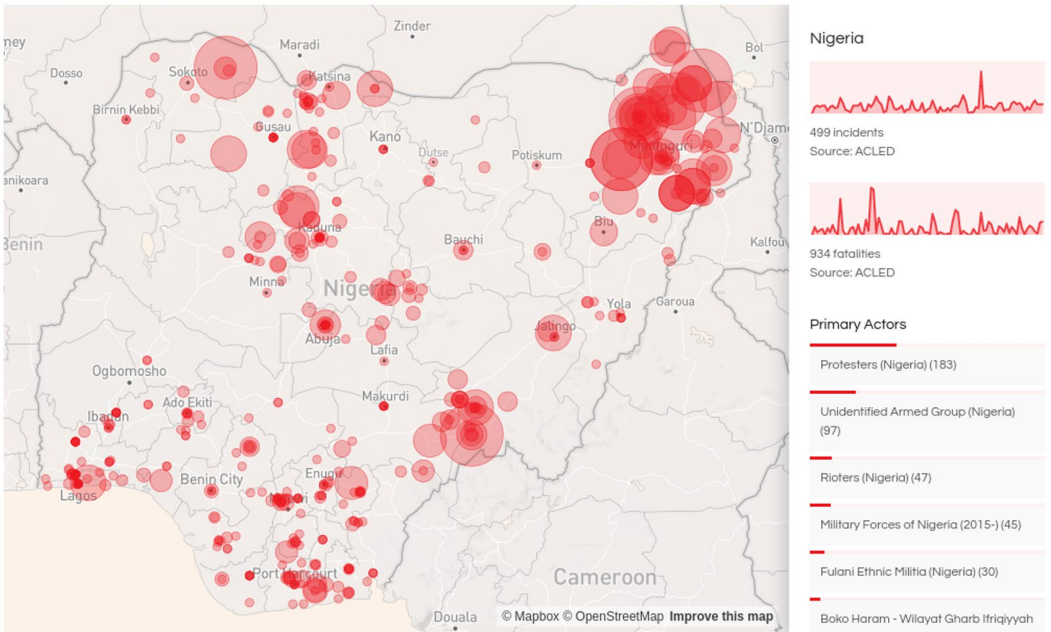 Zinder
mey
Maradi
Bol
Dosso
Sokoto
Katsina
Birnin Kebbi
Gusau
Kano
N'Djame
Dutse
Potiskum
Maiduguri
anikoara
Biu
Kaduna
Benin
Bauchi
Kalfou
Minna
Nigeria
Yola
Garoua
Abuja
Jalingo
Lafia
Ogbomosho
Makurdi
Ado Ekiti
Ibadan
Enugu
Benin City
Lagos
Port Harcourt
Cameroon
Douala
© Mapbox © OpenStreetMap Improve this map
Nigeria
499 incidents
Source: ACLED
934 fatalities
Source: ACLED
Primary Actors
Protesters (Nigeria) (183)
Unidentified Armed Group (Nigeria)
(97)
Rioters (Nigeria) (47)
Military Forces of Nigeria (2015-) (45)
Fulani Ethnic Militia (Nigeria) (30)
Boko Haram - Wilayat Gharb Ifriqiyyah